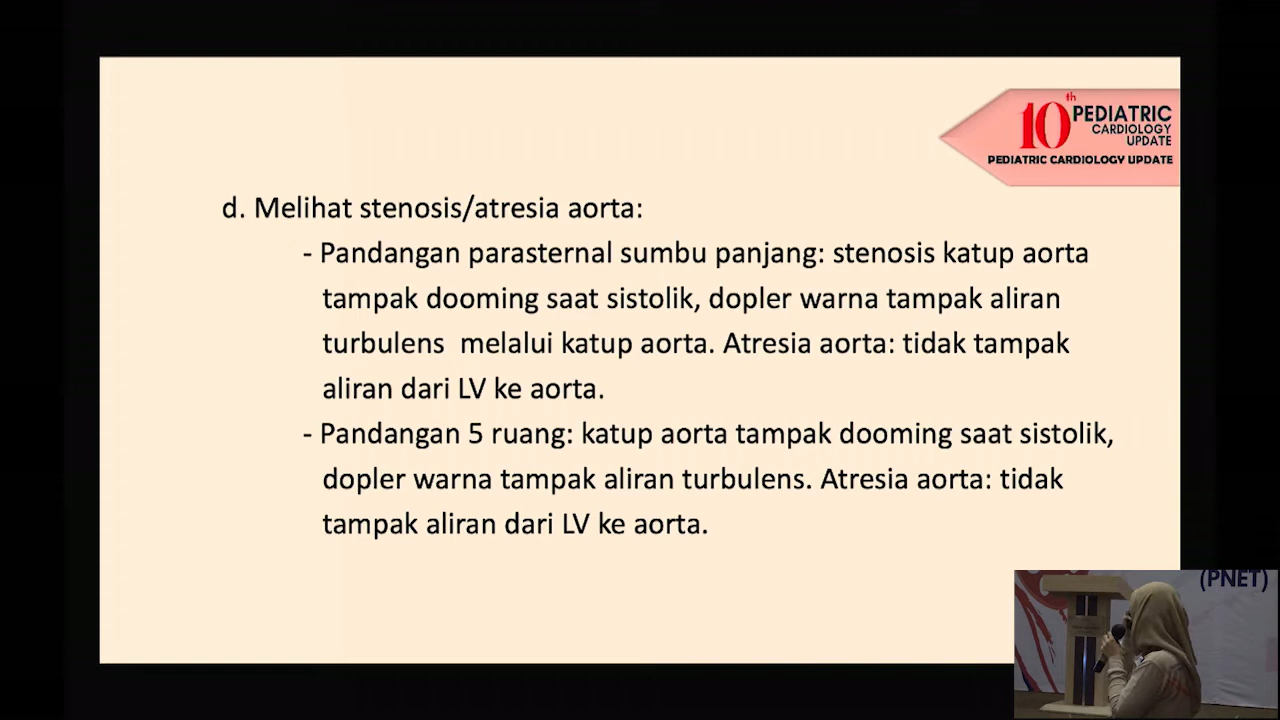 10th PEDIATRIC
CARDIOLOGY
UPDATE
PEDIATRIC CARDIOLOGY UPDATE
d. Melihat stenosis/atresia aorta:
- Pandangan parasternal sumbu panjang: stenosis katup aorta
tampak dooming saat sistolik, dopler warna tampak aliran
turbulens melalui katup aorta. Atresia aorta: tidak tampak
aliran dari LV ke aorta.
- Pandangan 5 ruang: katup aorta tampak dooming saat sistolik,
dopler warna tampak aliran turbulens. Atresia aorta: tidak
tampak aliran dari LV ke aorta.
(PNET)